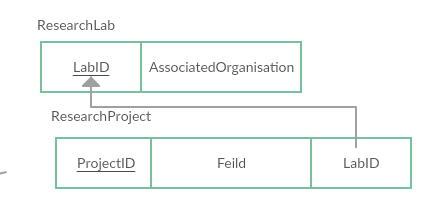 ResearchLab
LabID AssociatedOrganisation
ResearchProject
ProjectID Feild LabID